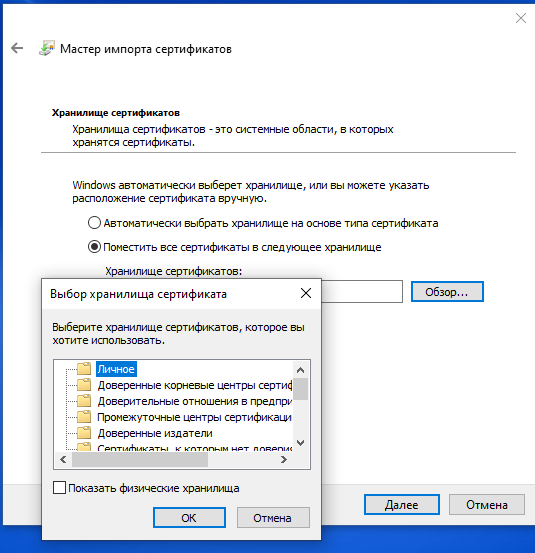 Мастер импорта сертификатов
Хранилище сертификатов
Хранилища сертификатов - это системные области, в которых
хранятся сертификаты.
Windows автоматически выберет хранилище, или вы можете указать
расположение сертификата вручную.
Автоматически выбрать хранилище на основе типа сертификата
Поместить все сертификаты в следующее хранилище
Хранилище сертификатов:
Обзор...
Выбор хранилища сертификата
Выберите хранилище сертификатов, которое вы
хотите использовать.
Личное
Доверенные корневые центры сертиф
Доверительные отношения в предпри
Промежуточные центры сертификаци
Доверенные издатели
Сертификаты, к которым нет доверия
Показать физические хранилища
ОК
Отмена
Далее
Отмена